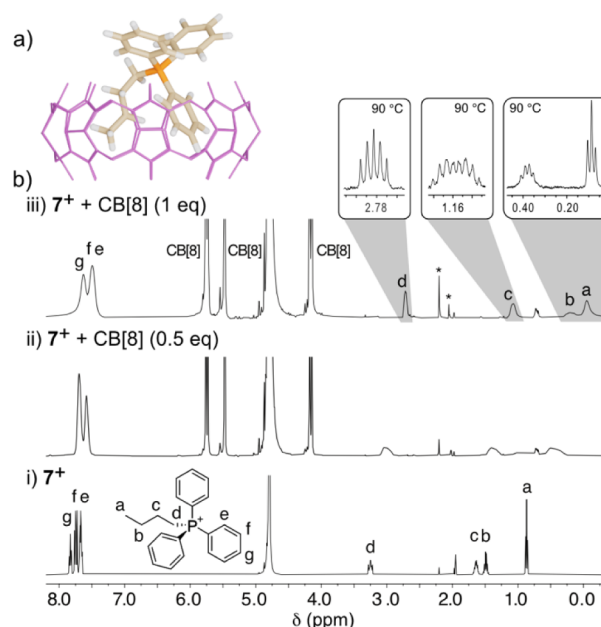 a)
b)
iii) 7⁺ + CB[8] (1 eq)
90 °C
90 °C
90 °C
2.78
1.16
0.40 0.20
g f e
CB[8]
CB[8]
CB[8]
d
*
*
c
b
a
ii) 7⁺ + CB[8] (0.5 eq)
i) 7⁺
g f e
a
b
c
d
P⁺
e
f
g
d
c b
a
8.0 7.0 6.0 5.0 4.0 3.0 2.0 1.0 0.0
δ (ppm)